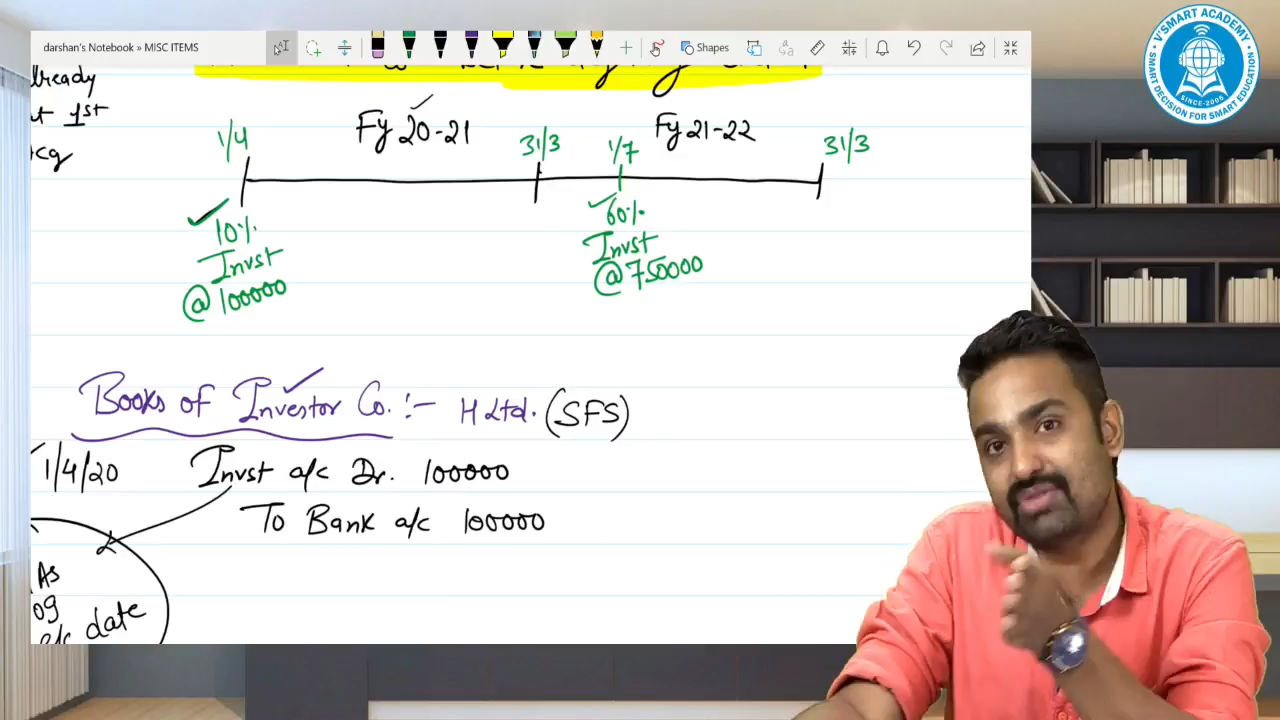 darshan's Notebook » MISC ITEMS
Shapes
V'SMART ACADEMY
SMART DECISION FOR SMART EDUCATION
SINCE-2005
lready
t 1st
Fy 20-21
Fy 21-22
1/4
31/3
1/7
31/3
10%
Invst
@ 100000
60%
Invst
@ 750000
Books of Investor Co. :- H Ltd. (SFS)
1/4/20 Invst a/c Dr. 100000
To Bank a/c 100000
As
09
date